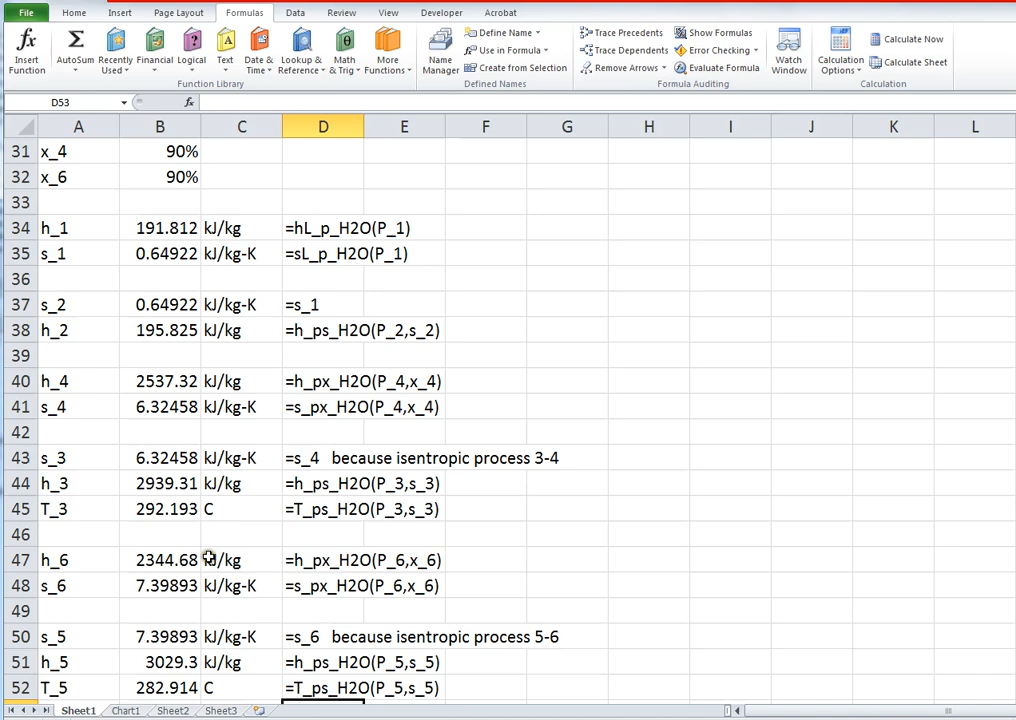 File Home Insert Page Layout Formulas Data Review View Developer Acrobat
fx Σ θ
Insert Function AutoSum Recently Used Financial Logical Text Date & Time Lookup & Reference Math & Trig More Functions
Function Library
Name Manager Define Name Use in Formula Create from Selection
Defined Names
Trace Precedents Trace Dependents Remove Arrows Show Formulas Error Checking Evaluate Formula
Formula Auditing
Watch Window
Calculation Options Calculate Now Calculate Sheet
Calculation
D53 fx
A B C D E F G H I J K L
31 x_4 90%
32 x_6 90%
33
34 h_1 191.812 kJ/kg =hL_p_H2O(P_1)
35 s_1 0.64922 kJ/kg-K =sL_p_H2O(P_1)
36
37 s_2 0.64922 kJ/kg-K =s_1
38 h_2 195.825 kJ/kg =h_ps_H2O(P_2,s_2)
39
40 h_4 2537.32 kJ/kg =h_px_H2O(P_4,x_4)
41 s_4 6.32458 kJ/kg-K =s_px_H2O(P_4,x_4)
42
43 s_3 6.32458 kJ/kg-K =s_4 because isentropic process 3-4
44 h_3 2939.31 kJ/kg =h_ps_H2O(P_3,s_3)
45 T_3 292.193 C =T_ps_H2O(P_3,s_3)
46
47 h_6 2344.68 kJ/kg =h_px_H2O(P_6,x_6)
48 s_6 7.39893 kJ/kg-K =s_px_H2O(P_6,x_6)
49
50 s_5 7.39893 kJ/kg-K =s_6 because isentropic process 5-6
51 h_5 3029.3 kJ/kg =h_ps_H2O(P_5,s_5)
52 T_5 282.914 C =T_ps_H2O(P_5,s_5)
Sheet1 Chart1 Sheet2 Sheet3